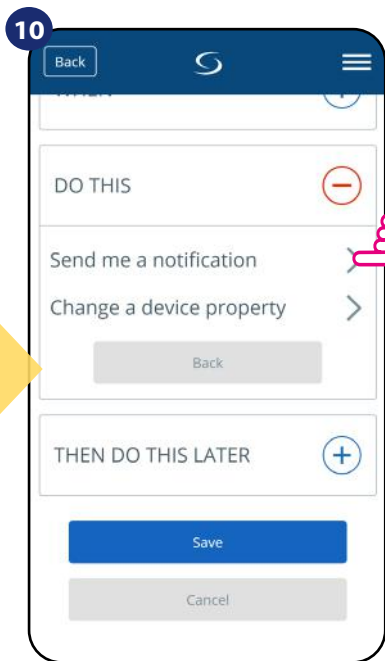 10
Back
DO THIS
Send me a notification
Change a device property
Back
THEN DO THIS LATER
Save
Cancel